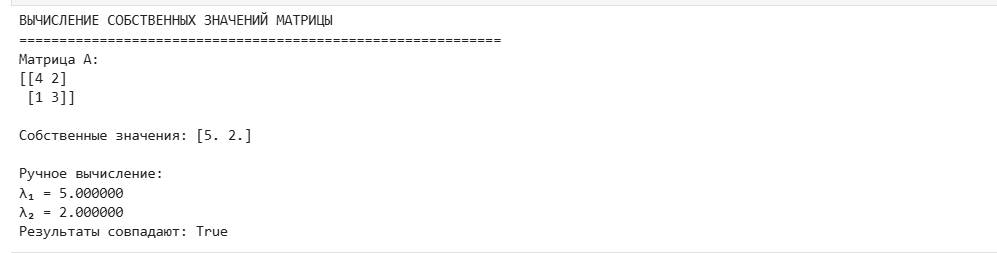 ВЫЧИСЛЕНИЕ СОБСТВЕННЫХ ЗНАЧЕНИЙ МАТРИЦЫ
============================================================
Матрица A:
[[4 2]
 [1 3]]
Собственные значения: [5. 2.]
Ручное вычисление:
λ₁ = 5.000000
λ₂ = 2.000000
Результаты совпадают: True